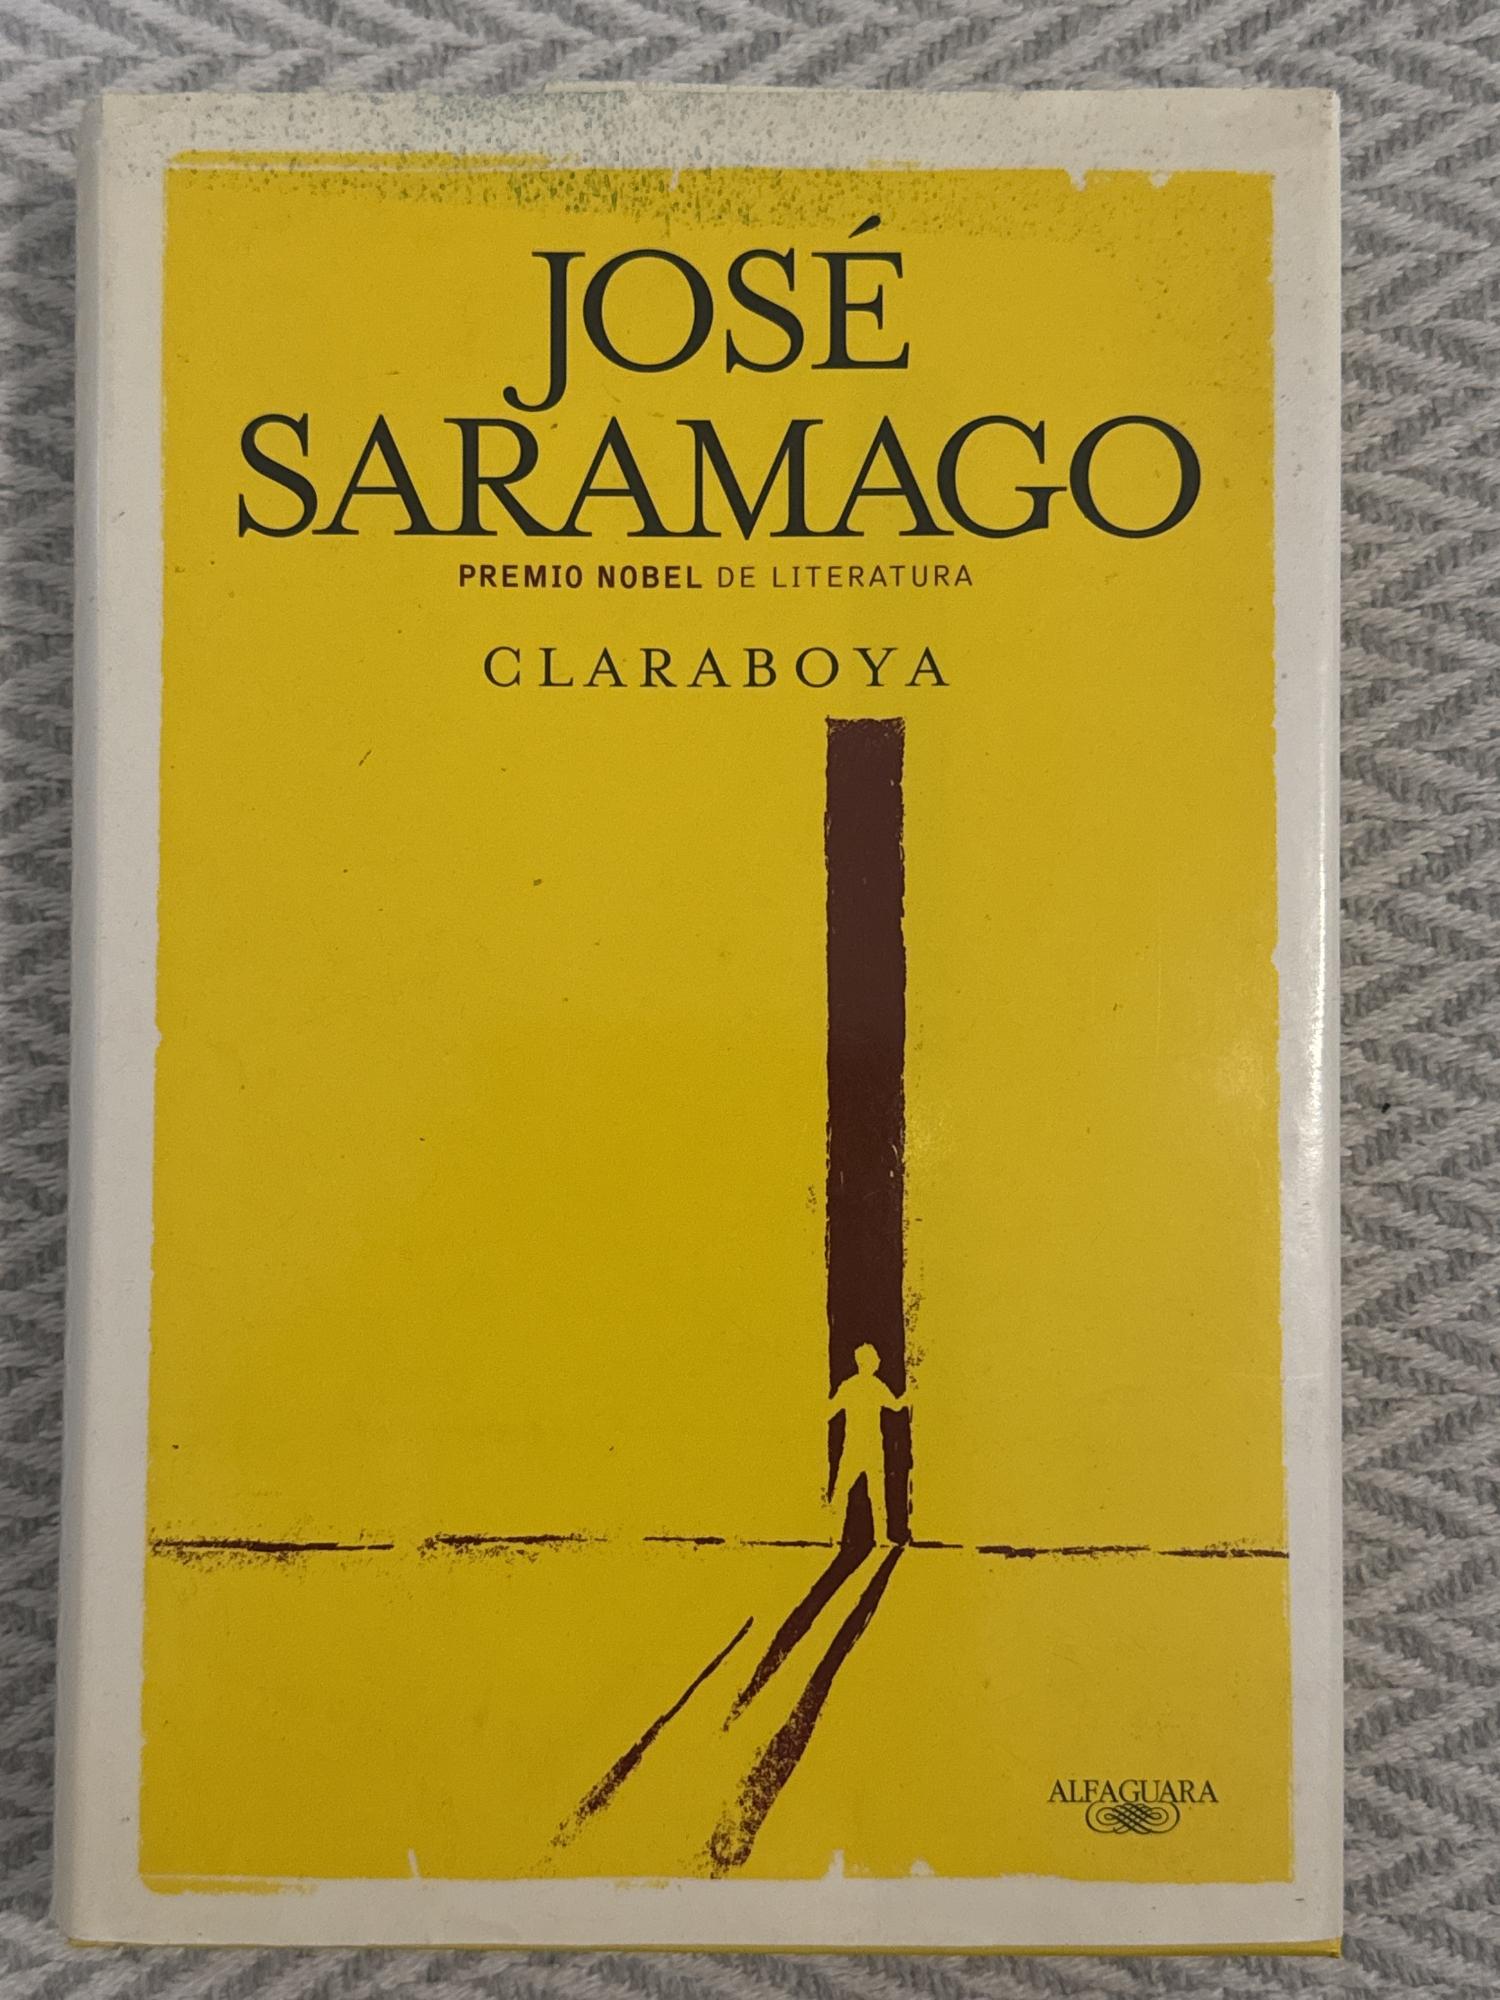 JOSÉ
SARAMAGO
PREMIO NOBEL DE LITERATURA
CLARABOYA
ALFAGUARA